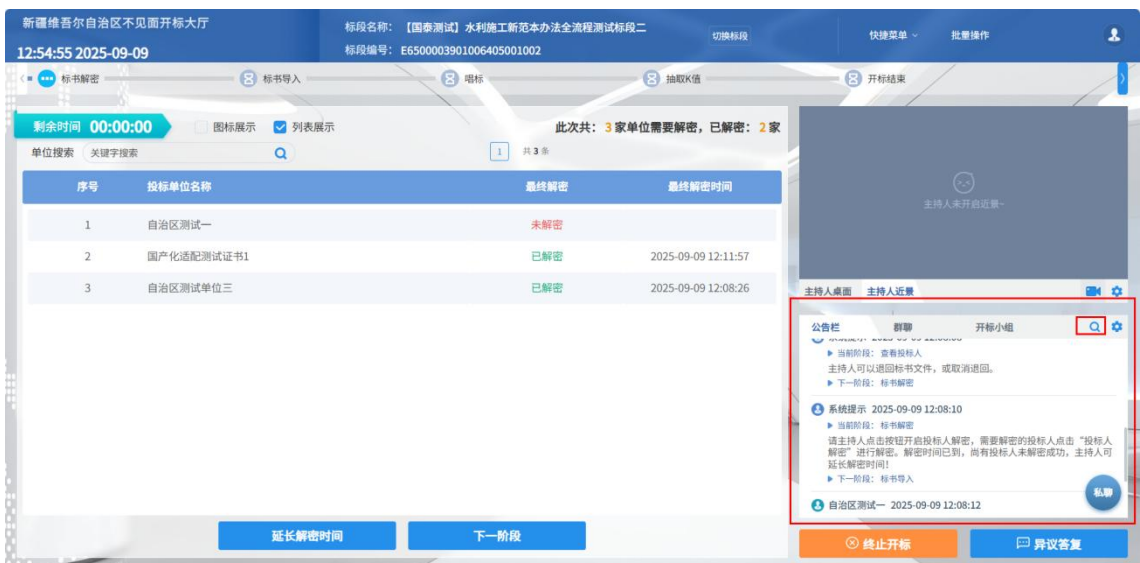 新疆维吾尔自治区不见面开标大厅
12:54:55 2025-09-09
标段名称： 【国泰测试】水利施工新范本办法全流程测试标段二
标段编号： E6500003901006405001002
切换标段
快捷菜单
批量操作
标书解密
标书导入
唱标
抽取K值
开标结束
剩余时间 00:00:00
图标展示
列表展示
此次共： 3 家单位需要解密，已解密： 2 家
单位搜索
关键字搜索
1
共 3 条
序号 投标单位名称 最终解密 最终解密时间
1 自治区测试一 未解密
2 国产化适配测试证书1 已解密 2025-09-09 12:11:57
3 自治区测试单位三 已解密 2025-09-09 12:08:26
延长解密时间
下一阶段
主持人未开启近景~
主持人桌面
主持人近景
公告栏
群聊
开标小组
当前阶段： 查看投标人
主持人可以退回标书文件，或取消退回。
下一阶段： 标书解密
系统提示 2025-09-09 12:08:10
当前阶段： 标书解密
请主持人点击按钮开启投标人解密，需要解密的投标人点击“投标人
解密”进行解密。解密时间已到，尚有投标人未解密成功，主持人可
延长解密时间！
下一阶段： 标书导入
私聊
自治区测试一 2025-09-09 12:08:12
终止开标
异议答复